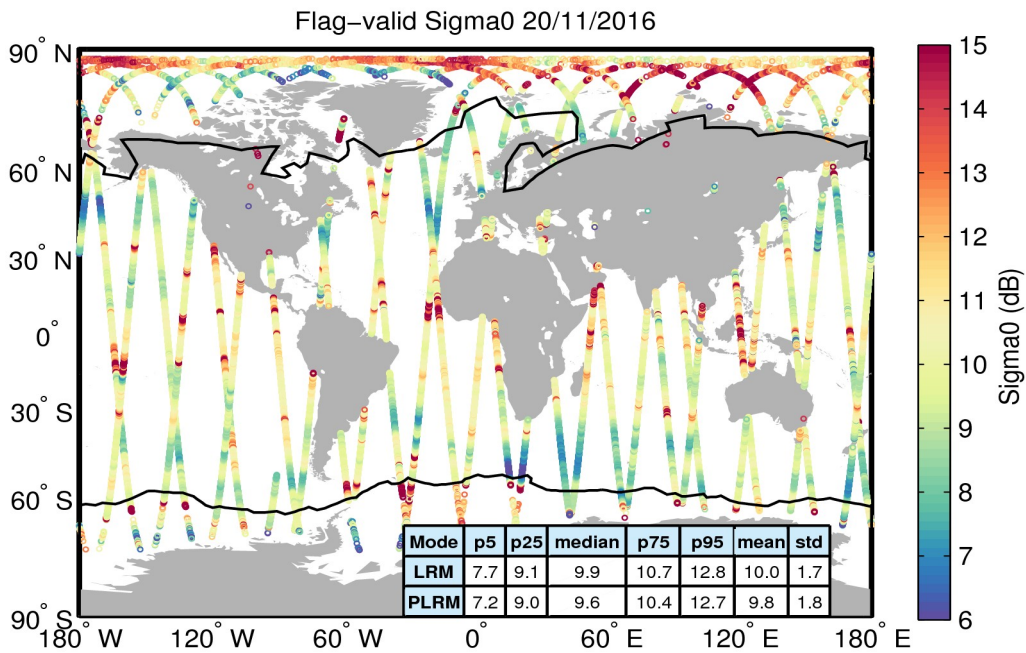 Flag−valid Sigma0 20/11/2016
90° N
60° N
30° N
0°
30° S
60° S
90° S
180° W
120° W
60° W
0°
60° E
120° E
180° E
Mode p5 p25 median p75 p95 mean std
LRM 7.7 9.1 9.9 10.7 12.8 10.0 1.7
PLRM 7.2 9.0 9.6 10.4 12.7 9.8 1.8
15
14
13
12
11
10
9
8
7
6
Sigma0 (dB)